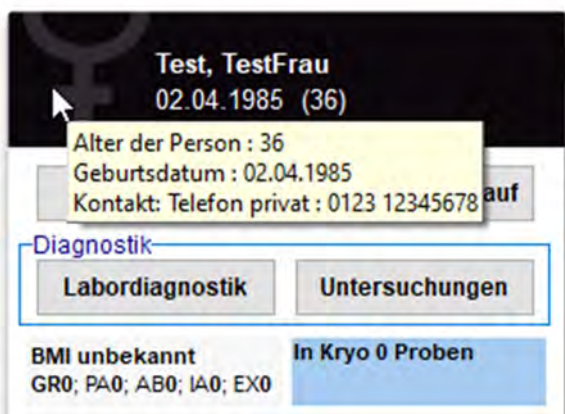 Test, TestFrau
02.04.1985 (36)
Alter der Person : 36
Geburtsdatum : 02.04.1985
Kontakt: Telefon privat : 0123 12345678
auf
Diagnostik
Labordiagnostik Untersuchungen
BMI unbekannt In Kryo 0 Proben
GR0; PA0; AB0; IA0; EX0